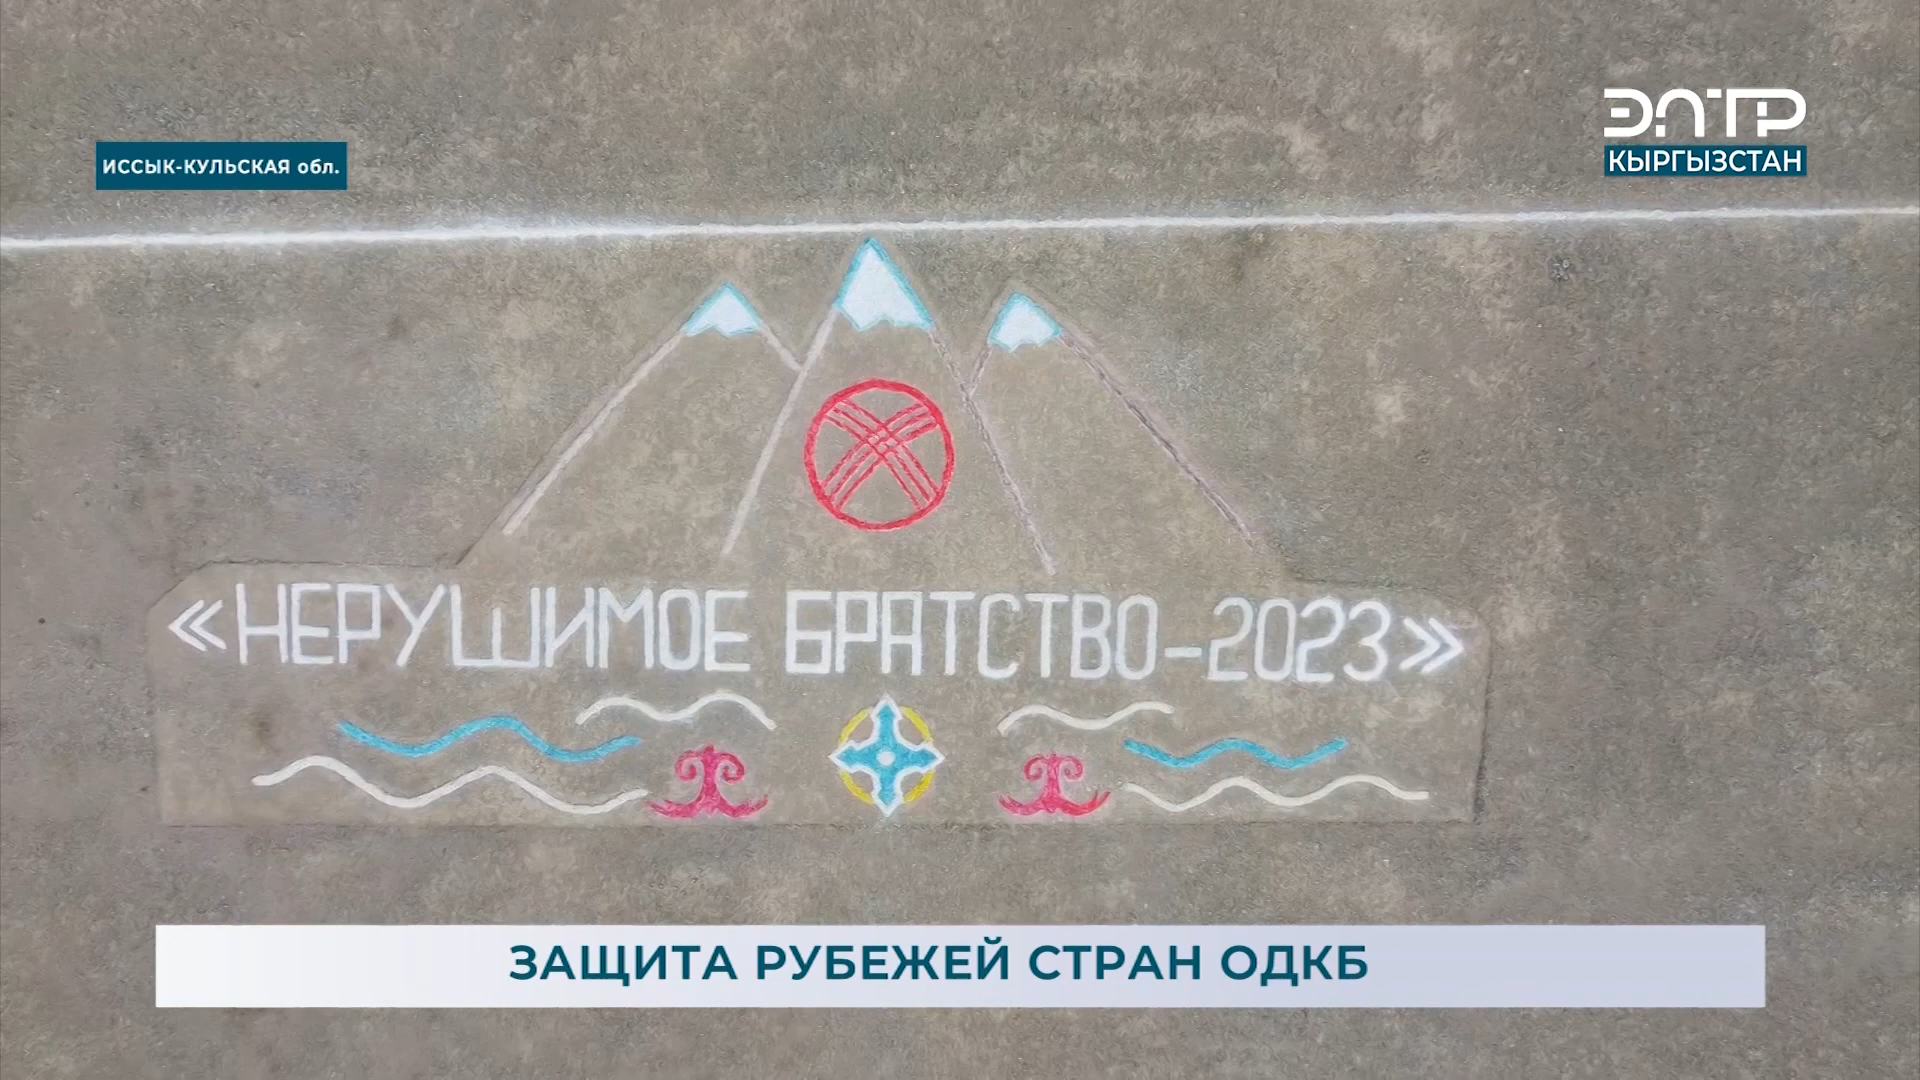 ЭЛТР
КЫРГЫЗСТАН
ИССЫК-КУЛЬСКАЯ обл.
«НЕРУШИМОЕ БРАТСТВО-2023»
ЗАЩИТА РУБЕЖЕЙ СТРАН ОДКБ